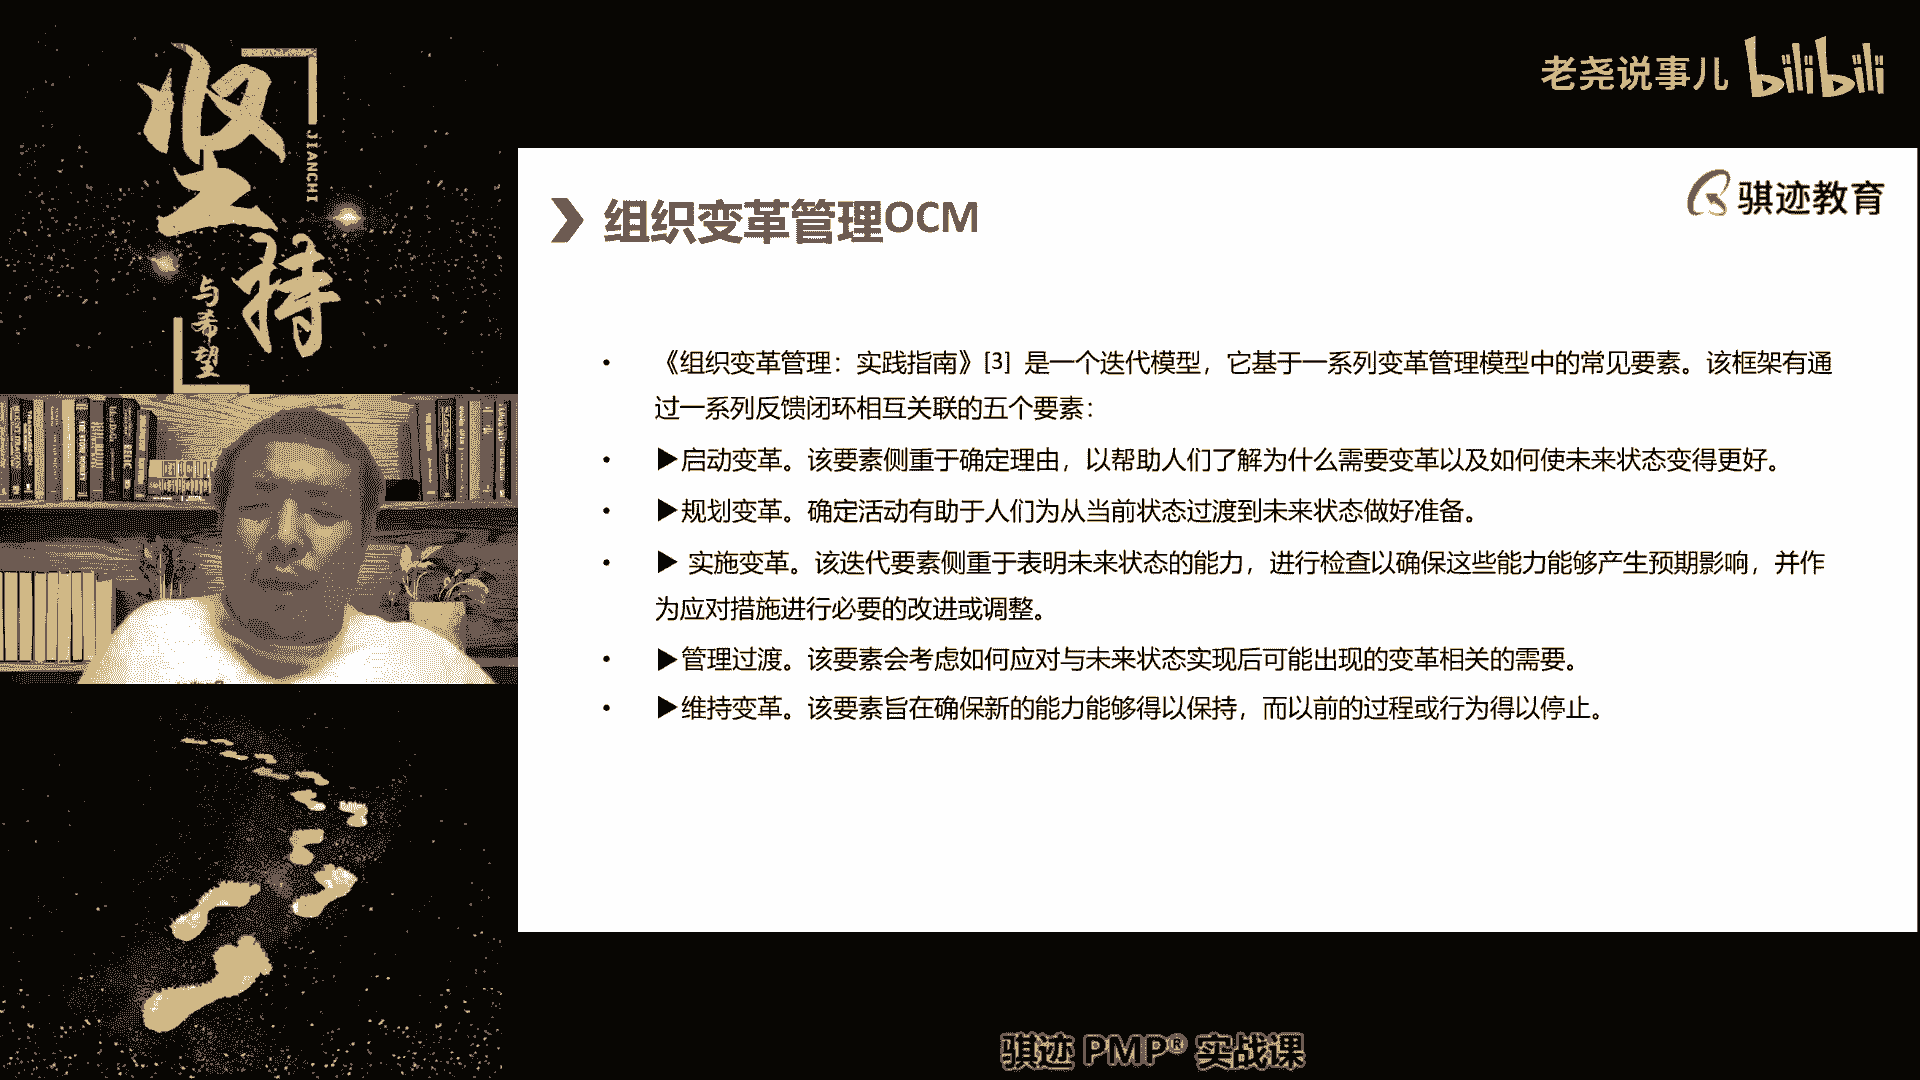 坚持
JIANCHI
与希望
老尧说事儿 bilibili
骐迹教育
组织变革管理OCM
• 《组织变革管理：实践指南》[3] 是一个迭代模型，它基于一系列变革管理模型中的常见要素。该框架有通
过一系列反馈闭环相互关联的五个要素：
• ▶启动变革。该要素侧重于确定理由，以帮助人们了解为什么需要变革以及如何使未来状态变得更好。
• ▶规划变革。确定活动有助于人们为从当前状态过渡到未来状态做好准备。
• ▶ 实施变革。该迭代要素侧重于表明未来状态的能力，进行检查以确保这些能力能够产生预期影响，并作
为应对措施进行必要的改进或调整。
• ▶管理过渡。该要素会考虑如何应对与未来状态实现后可能出现的变革相关的需要。
• ▶维持变革。该要素旨在确保新的能力能够得以保持，而以前的过程或行为得以停止。
骐迹 PMP® 实战课